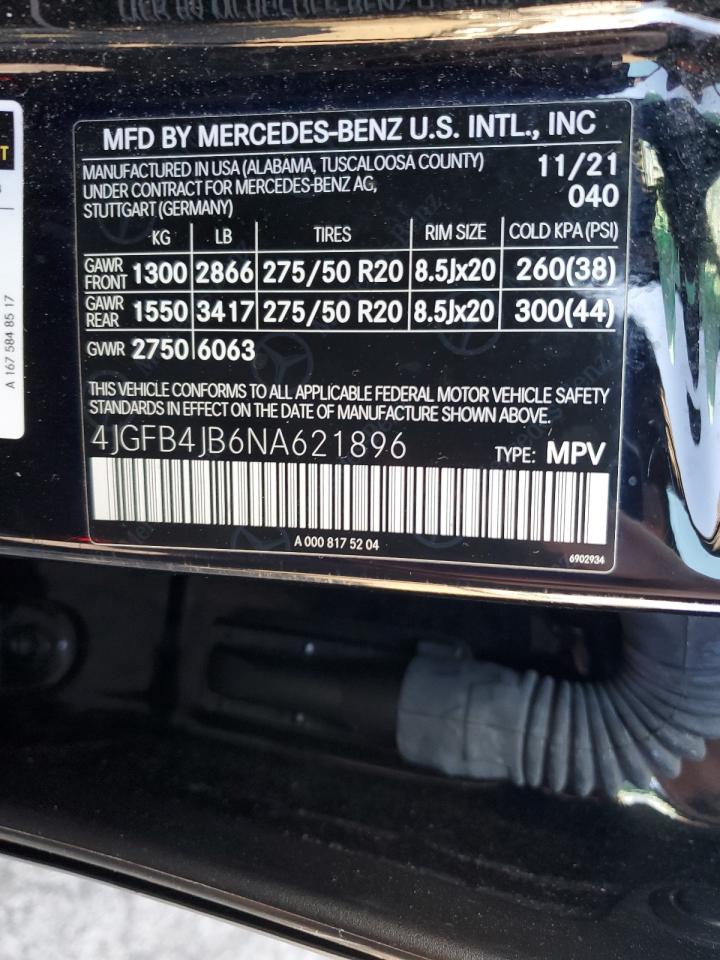 MFD BY MERCEDES-BENZ U.S. INTL., INC
MANUFACTURED IN USA (ALABAMA, TUSCALOOSA COUNTY) 11/21
UNDER CONTRACT FOR MERCEDES-BENZ AG, 040
STUTTGART (GERMANY)
KG LB TIRES RIM SIZE COLD KPA (PSI)
GAWR FRONT 1300 2866 275/50 R20 8.5Jx20 260(38)
GAWR REAR 1550 3417 275/50 R20 8.5Jx20 300(44)
GVWR 2750 6063
THIS VEHICLE CONFORMS TO ALL APPLICABLE FEDERAL MOTOR VEHICLE SAFETY
STANDARDS IN EFFECT ON THE DATE OF MANUFACTURE SHOWN ABOVE.
4JGFB4JB6NA621896 TYPE: MPV
A 000 817 52 04
6902934
A 167 584 85 17